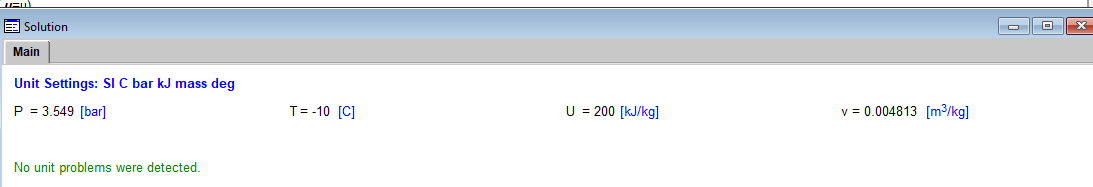 u=u)
Solution
Main
Unit Settings: SI C bar kJ mass deg
P = 3.549 [bar] T = -10 [C] U = 200 [kJ/kg] v = 0.004813 [m³/kg]
No unit problems were detected.